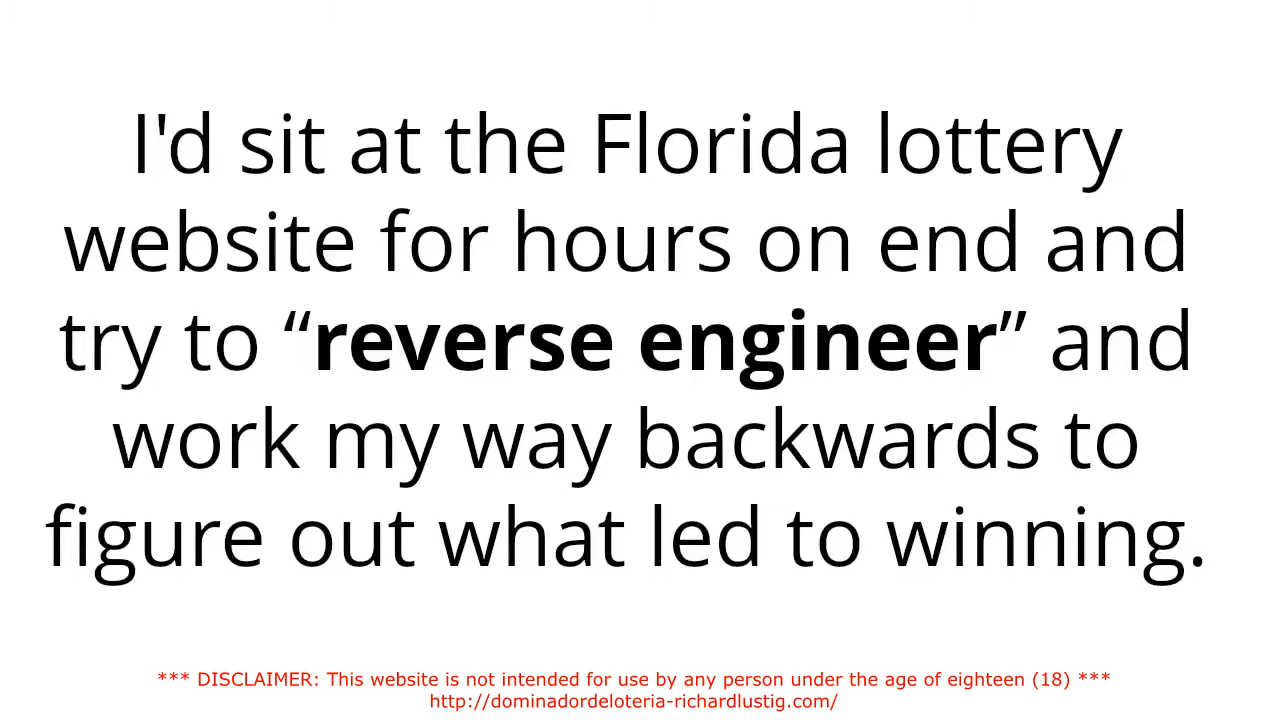 I'd sit at the Florida lottery
website for hours on end and
try to “reverse engineer” and
work my way backwards to
figure out what led to winning.
*** DISCLAIMER: This website is not intended for use by any person under the age of eighteen (18) ***
http://dominadordeloteria-richardlustig.com/